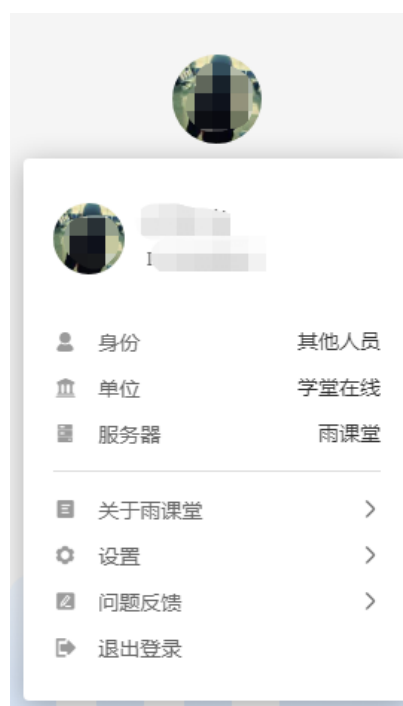 I
身份 其他人员
单位 学堂在线
服务器 雨课堂
关于雨课堂
设置
问题反馈
退出登录